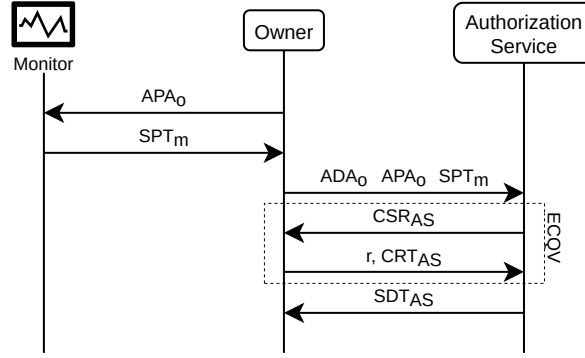 Monitor
Owner
Authorization
Service
APAo
SPTm
ADAo APAo SPTm
CSRAS
r, CRTAS
ECQV
SDTAS